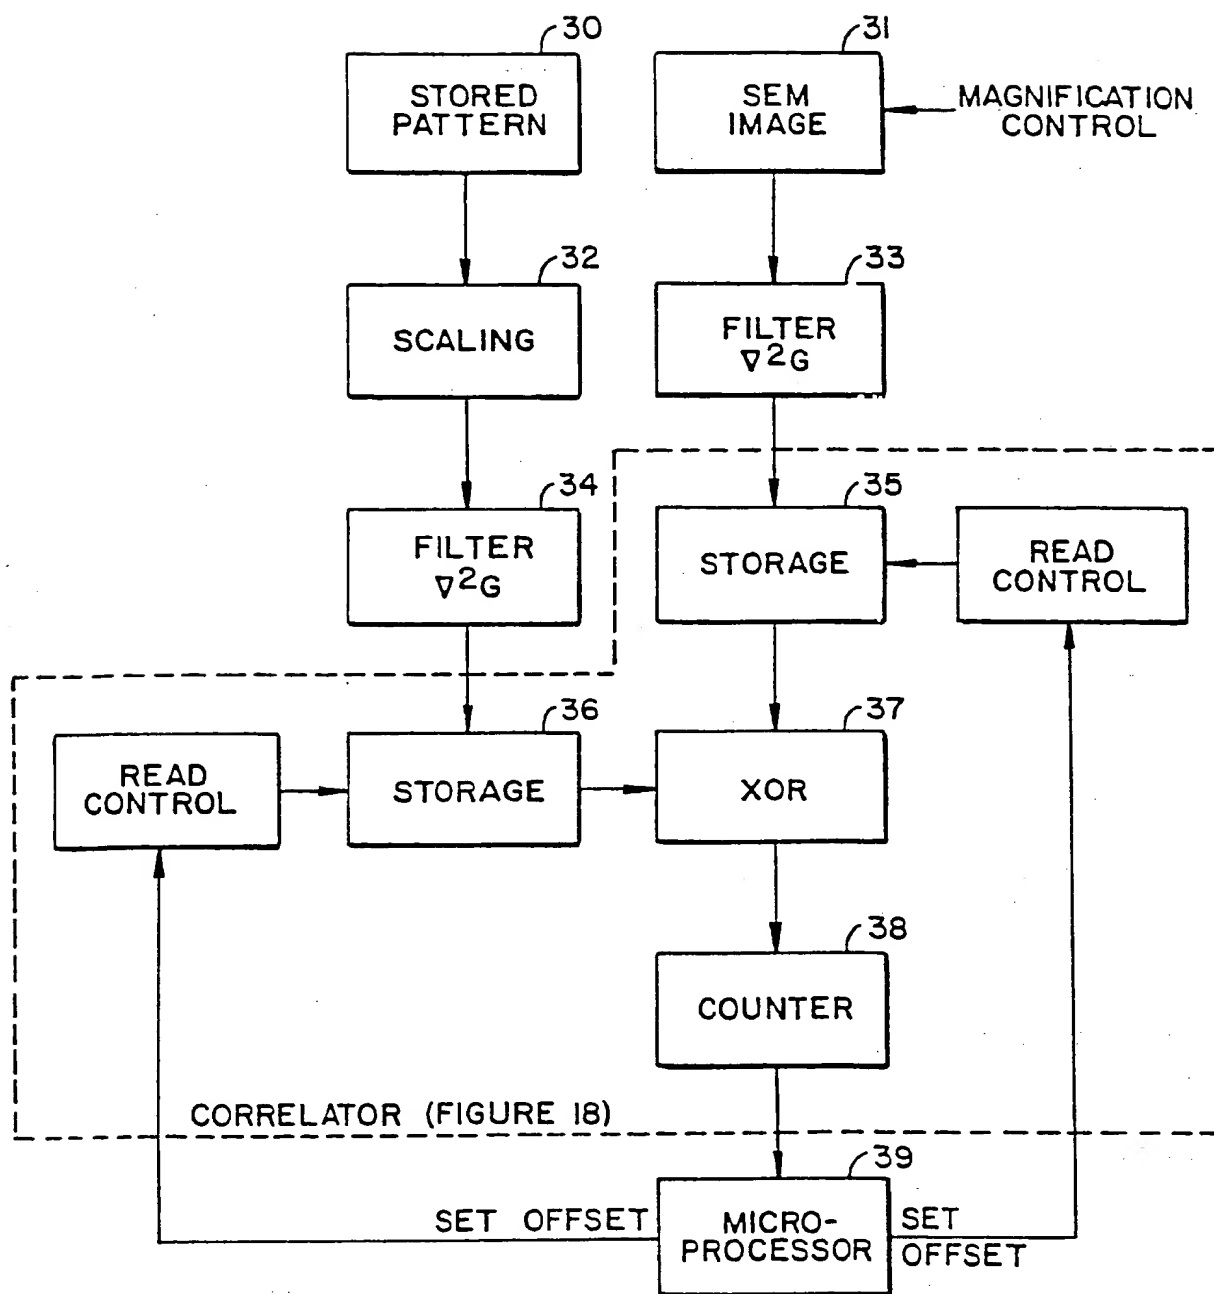 30
STORED
PATTERN
31
SEM
IMAGE
MAGNIFICATION
CONTROL
32
SCALING
33
FILTER
∇²G
34
FILTER
∇²G
35
STORAGE
READ
CONTROL
READ
CONTROL
36
STORAGE
37
XOR
38
COUNTER
CORRELATOR (FIGURE 18)
39
MICRO-
PROCESSOR
SET OFFSET
SET
OFFSET